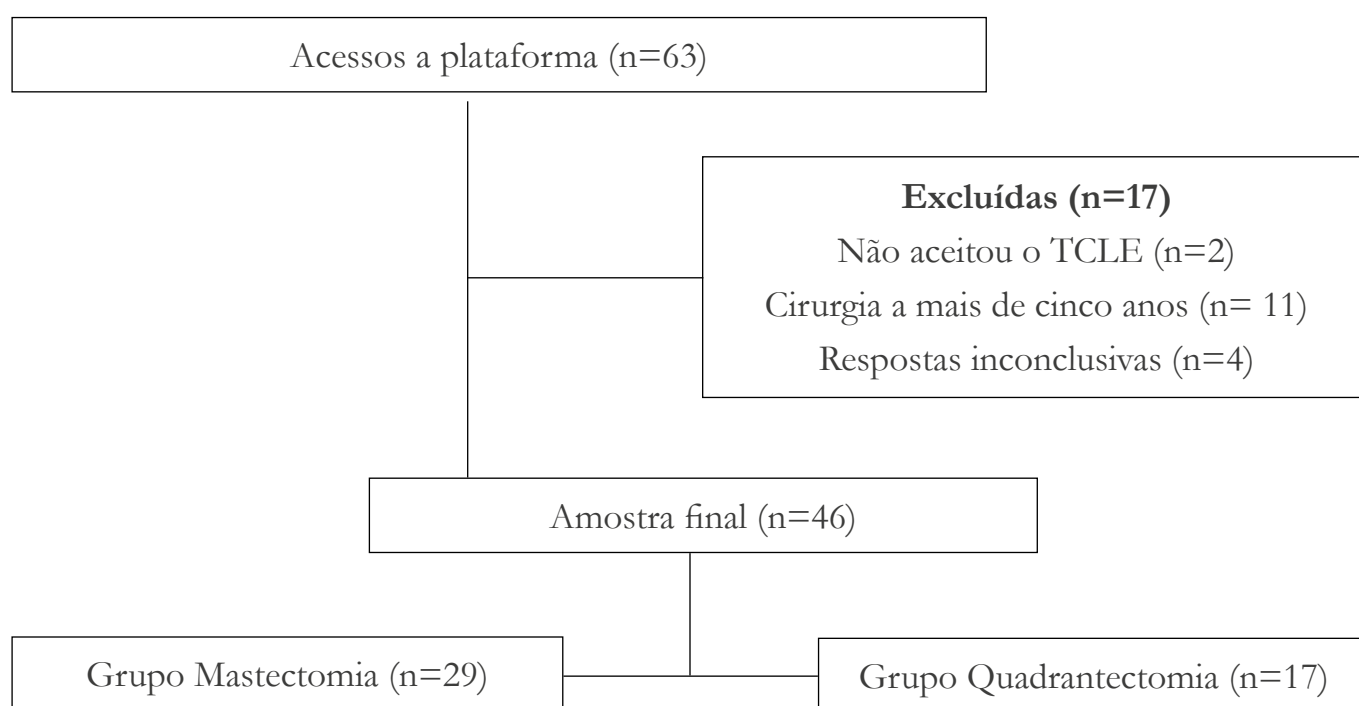 Acessos a plataforma (n=63)
Excluídas (n=17)
Não aceitou o TCLE (n=2)
Cirurgia a mais de cinco anos (n= 11)
Respostas inconclusivas (n=4)
Amostra final (n=46)
Grupo Mastectomia (n=29)
Grupo Quadrantectomia (n=17)